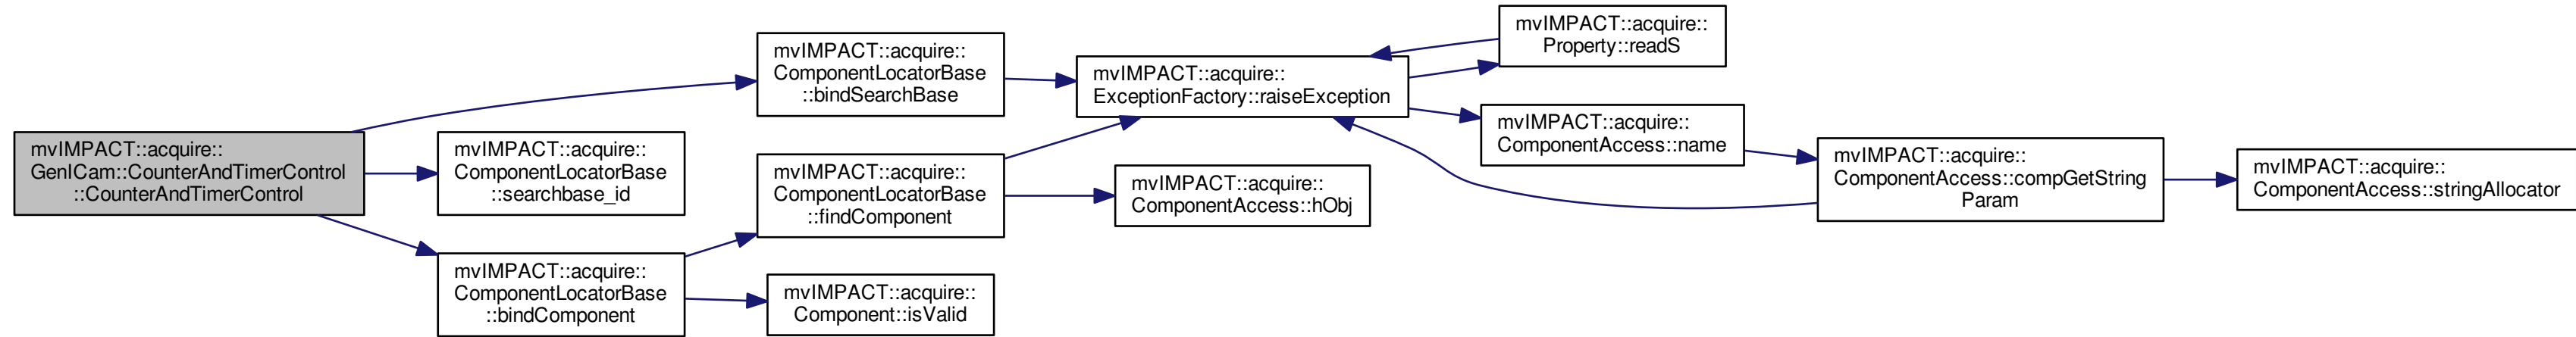 mvIMPACT::acquire::
GenICam::CounterAndTimerControl
::CounterAndTimerControl
mvIMPACT::acquire::
ComponentLocatorBase
::bindSearchBase
mvIMPACT::acquire::
ComponentLocatorBase
::searchbase_id
mvIMPACT::acquire::
ComponentLocatorBase
::bindComponent
mvIMPACT::acquire::
ComponentLocatorBase
::findComponent
mvIMPACT::acquire::
Component::isValid
mvIMPACT::acquire::
ExceptionFactory::raiseException
mvIMPACT::acquire::
ComponentAccess::hObj
mvIMPACT::acquire::
Property::readS
mvIMPACT::acquire::
ComponentAccess::name
mvIMPACT::acquire::
ComponentAccess::compGetString
Param
mvIMPACT::acquire::
ComponentAccess::stringAllocator